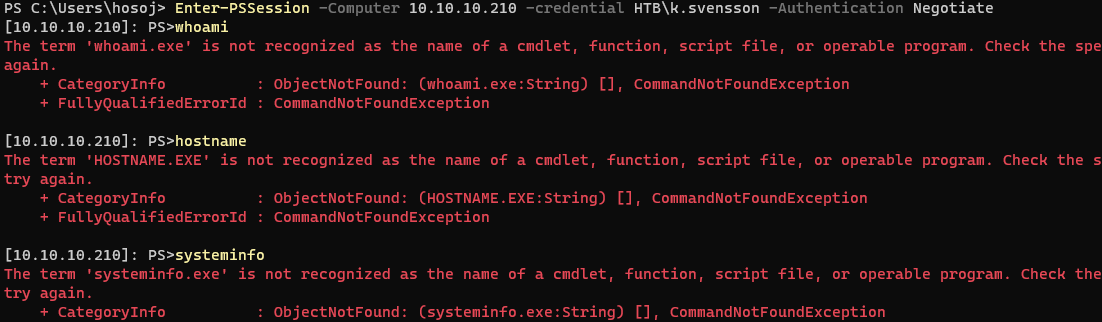 PS C:\Users\hosoj> Enter-PSSession -Computer 10.10.10.210 -credential HTB\k.svensson -Authentication Negotiate
[10.10.10.210]: PS>whoami
The term 'whoami.exe' is not recognized as the name of a cmdlet, function, script file, or operable program. Check the spe
again.
    + CategoryInfo          : ObjectNotFound: (whoami.exe:String) [], CommandNotFoundException
    + FullyQualifiedErrorId : CommandNotFoundException

[10.10.10.210]: PS>hostname
The term 'HOSTNAME.EXE' is not recognized as the name of a cmdlet, function, script file, or operable program. Check the s
try again.
    + CategoryInfo          : ObjectNotFound: (HOSTNAME.EXE:String) [], CommandNotFoundException
    + FullyQualifiedErrorId : CommandNotFoundException

[10.10.10.210]: PS>systeminfo
The term 'systeminfo.exe' is not recognized as the name of a cmdlet, function, script file, or operable program. Check the
try again.
    + CategoryInfo          : ObjectNotFound: (systeminfo.exe:String) [], CommandNotFoundException